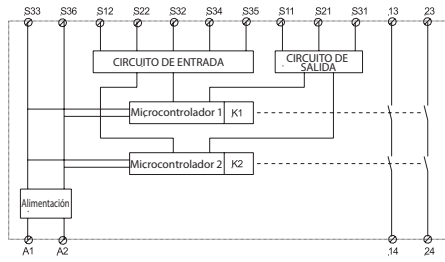 S33 S36 S12 S22 S32 S34 S35 S11 S21 S31 13 23
CIRCUITO DE ENTRADA
CIRCUITO DE
SALIDA
Microcontrolador 1 K1
Microcontrolador 2 K2
Alimentación
A1 A2 14 24